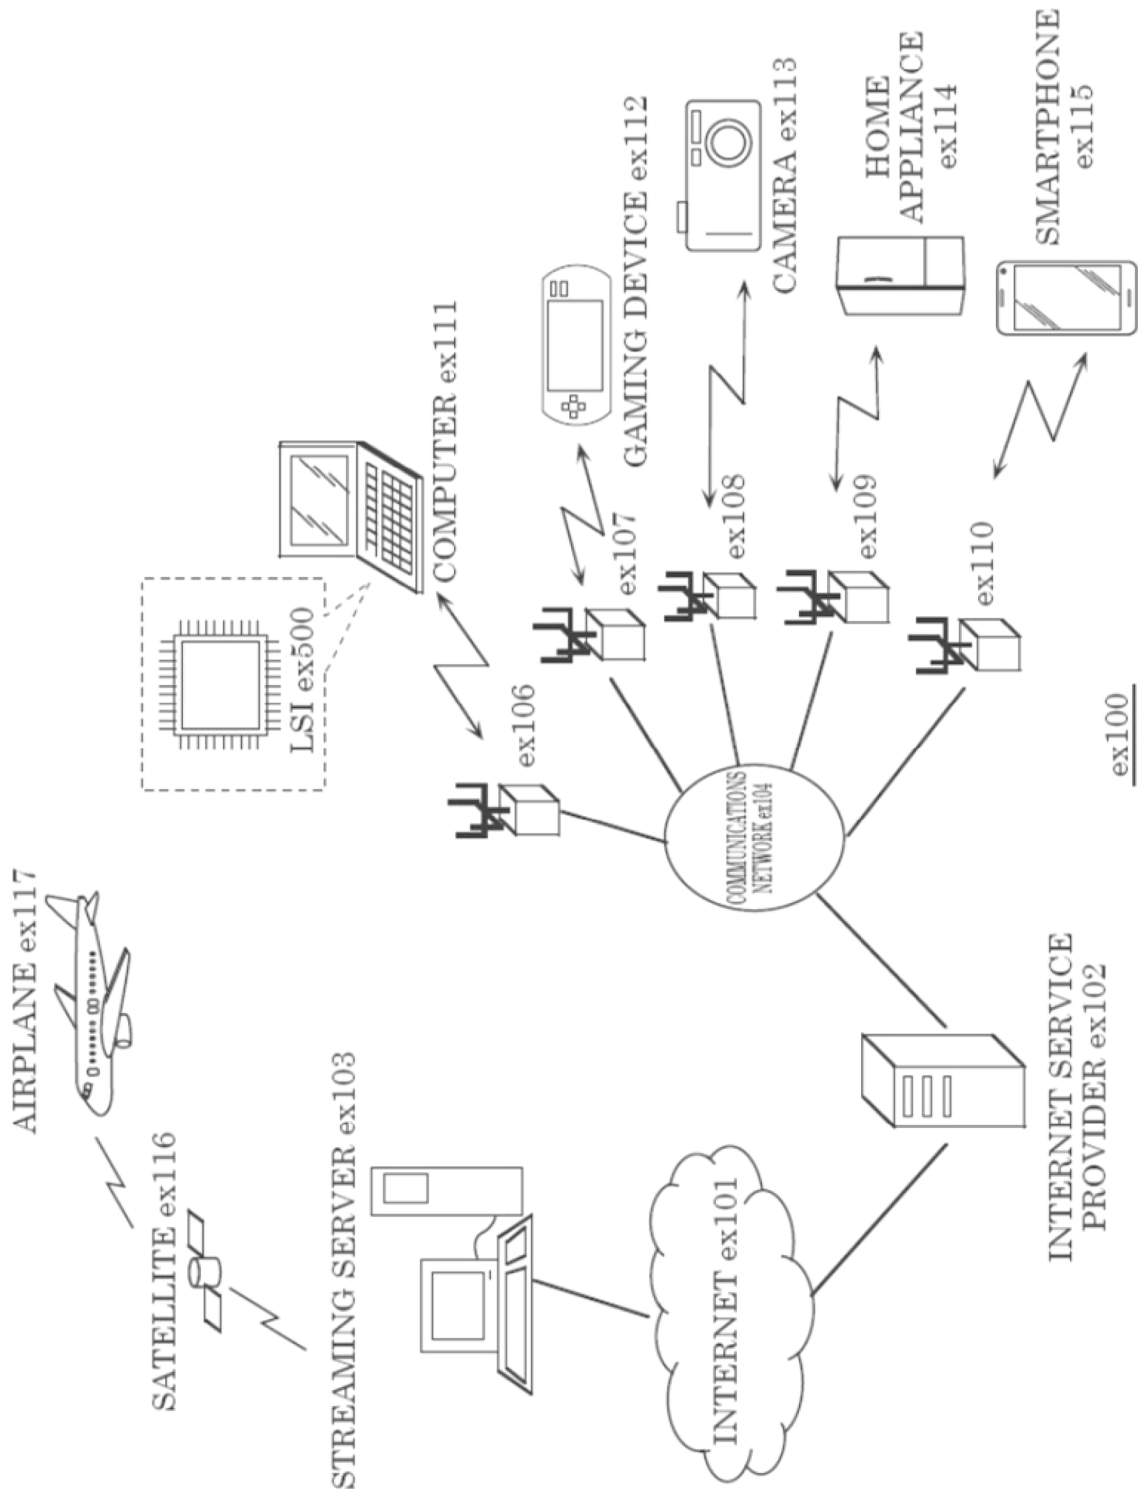 AIRPLANE ex117
SATELLITE ex116
STREAMING SERVER ex103
LSI ex500
COMPUTER ex111
ex106
GAMING DEVICE ex112
ex107
INTERNET ex101
COMMUNICATIONS
NETWORK ex104
ex108
CAMERA ex113
ex109
HOME
APPLIANCE
ex114
INTERNET SERVICE
PROVIDER ex102
ex110
SMARTPHONE
ex115
ex100